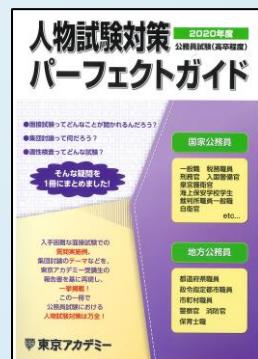 人物試験対策
2020年度
公務員試験(高卒程度)
パーフェクトガイド
●面接試験ってどんなことが聞かれるんだろう?
●集団討論って何だろう?
●適性検査ってどんな試験?
そんな疑問を
1冊にまとめました!
国家公務員
一般職 税務職員
刑務官 入国警備官
皇宮護衛官
海上保安学校学生
裁判所職員一般職
自衛官
etc...
入手困難な面接試験での
質問実施例、
集団討論のテーマなどを、
東京アカデミー受講生の
報告書を基に再現し、
一挙掲載!
この一冊で
公務員試験における
人物試験対策は万全!
地方公務員
都道府県職員
政令指定都市職員
市町村職員
警察官 消防官
保育士職
東京アカデミー